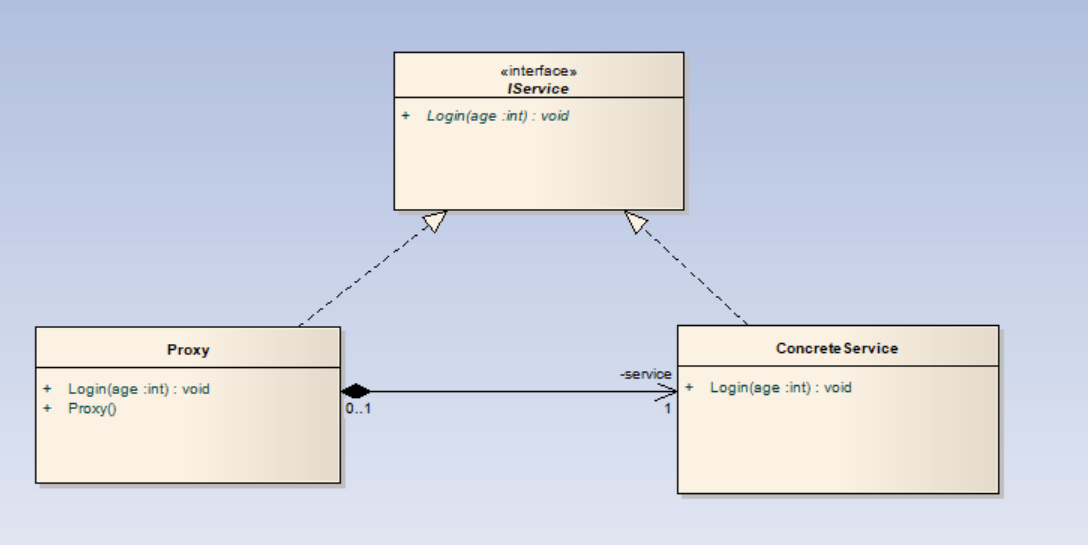 «interface»
IService
+ Login(age :int) : void
Proxy
+ Login(age :int) : void
+ Proxy()
0..1
-service
1
ConcreteService
+ Login(age :int) : void